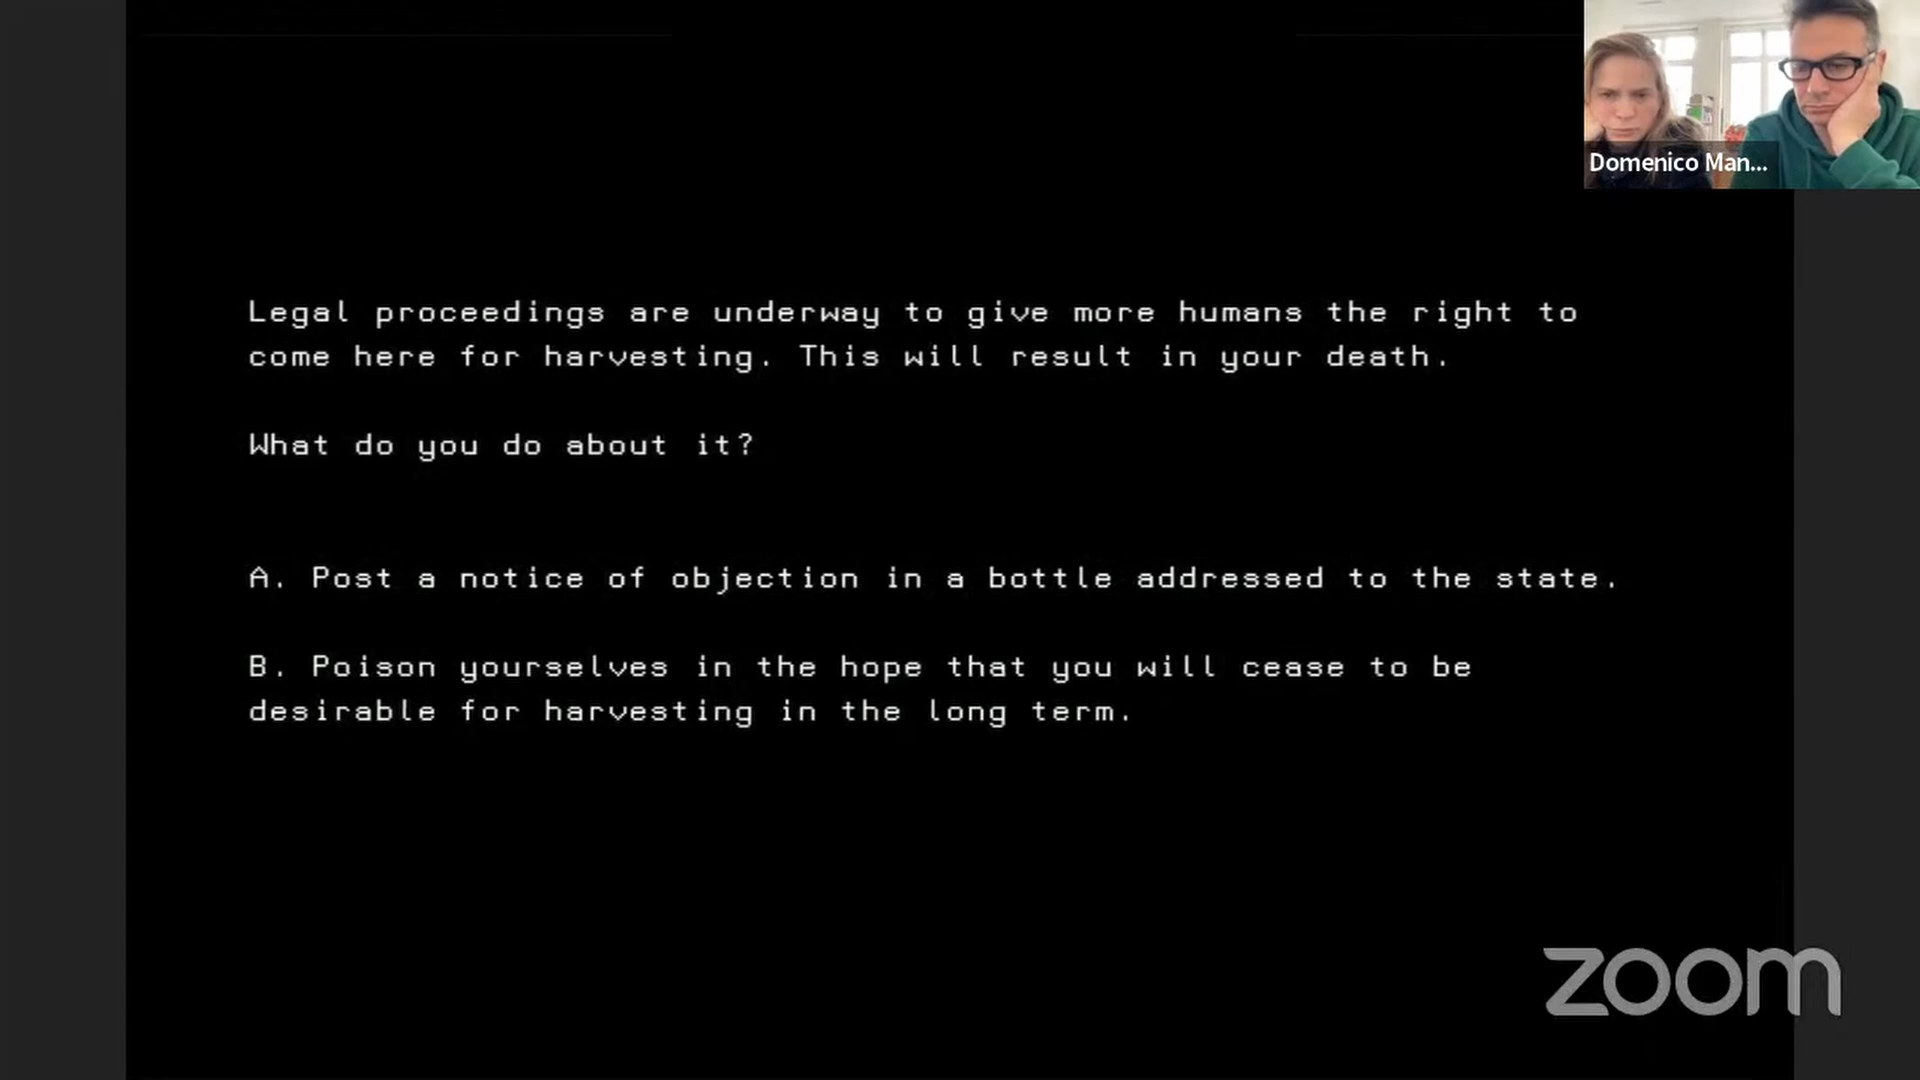 Domenico Man...
Legal proceedings are underway to give more humans the right to
come here for harvesting. This will result in your death.
What do you do about it?
A. Post a notice of objection in a bottle addressed to the state.
B. Poison yourselves in the hope that you will cease to be
desirable for harvesting in the long term.
zoom